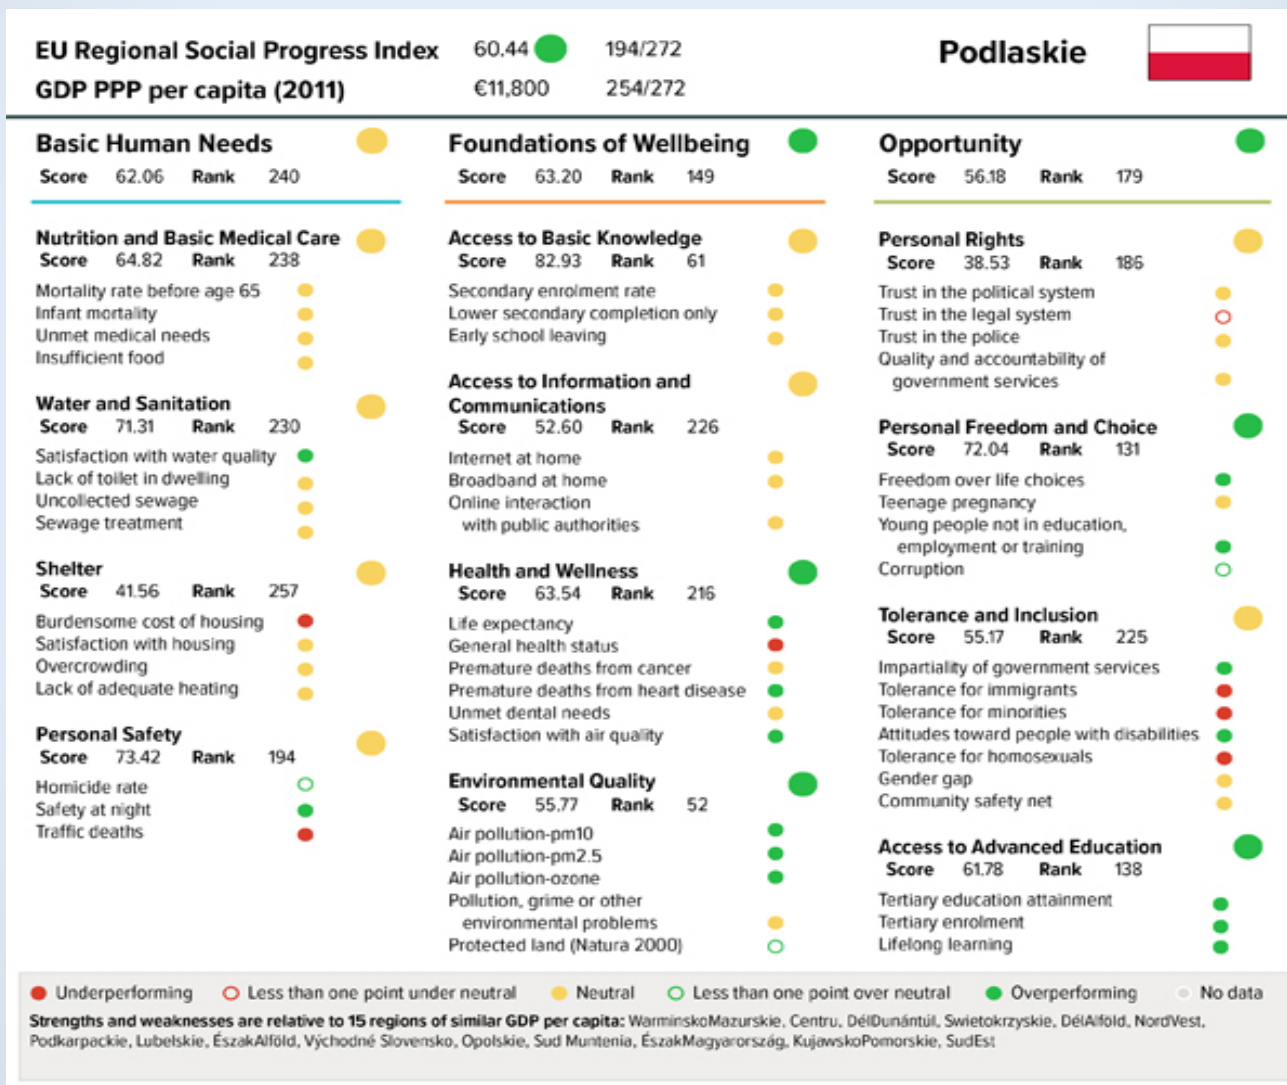 EU Regional Social Progress Index 60.44 194/272
GDP PPP per capita (2011) €11,800 254/272
Podlaskie
Basic Human Needs
Score 62.06 Rank 240
Nutrition and Basic Medical Care
Score 64.82 Rank 238
Mortality rate before age 65
Infant mortality
Unmet medical needs
Insufficient food
Water and Sanitation
Score 71.31 Rank 230
Satisfaction with water quality
Lack of toilet in dwelling
Uncollected sewage
Sewage treatment
Shelter
Score 41.56 Rank 257
Burdensome cost of housing
Satisfaction with housing
Overcrowding
Lack of adequate heating
Personal Safety
Score 73.42 Rank 194
Homicide rate
Safety at night
Traffic deaths
Foundations of Wellbeing
Score 63.20 Rank 149
Access to Basic Knowledge
Score 82.93 Rank 61
Secondary enrolment rate
Lower secondary completion only
Early school leaving
Access to Information and
Communications
Score 52.60 Rank 226
Internet at home
Broadband at home
Online interaction
with public authorities
Health and Wellness
Score 63.54 Rank 216
Life expectancy
General health status
Premature deaths from cancer
Premature deaths from heart disease
Unmet dental needs
Satisfaction with air quality
Environmental Quality
Score 55.77 Rank 52
Air pollution-pm10
Air pollution-pm2.5
Air pollution-ozone
Pollution, grime or other
environmental problems
Protected land (Natura 2000)
Opportunity
Score 56.18 Rank 179
Personal Rights
Score 38.53 Rank 186
Trust in the political system
Trust in the legal system
Trust in the police
Quality and accountability of
government services
Personal Freedom and Choice
Score 72.04 Rank 131
Freedom over life choices
Teenage pregnancy
Young people not in education,
employment or training
Corruption
Tolerance and Inclusion
Score 55.17 Rank 225
Impartiality of government services
Tolerance for immigrants
Tolerance for minorities
Attitudes toward people with disabilities
Tolerance for homosexuals
Gender gap
Community safety net
Access to Advanced Education
Score 61.78 Rank 138
Tertiary education attainment
Tertiary enrolment
Lifelong learning
Underperforming Less than one point under neutral Neutral Less than one point over neutral Overperforming No data
Strengths and weaknesses are relative to 15 regions of similar GDP per capita: WarminskoMazurskie, Centru, DélDunántúl, Swietokrzyskie, DélAlföld, NordVest,
Podkarpackie, Lubelskie, ÉszakAlföld, Východné Slovensko, Opolskie, Sud Muntenia, ÉszakMagyarország, KujawskoPomorskie, SudEst